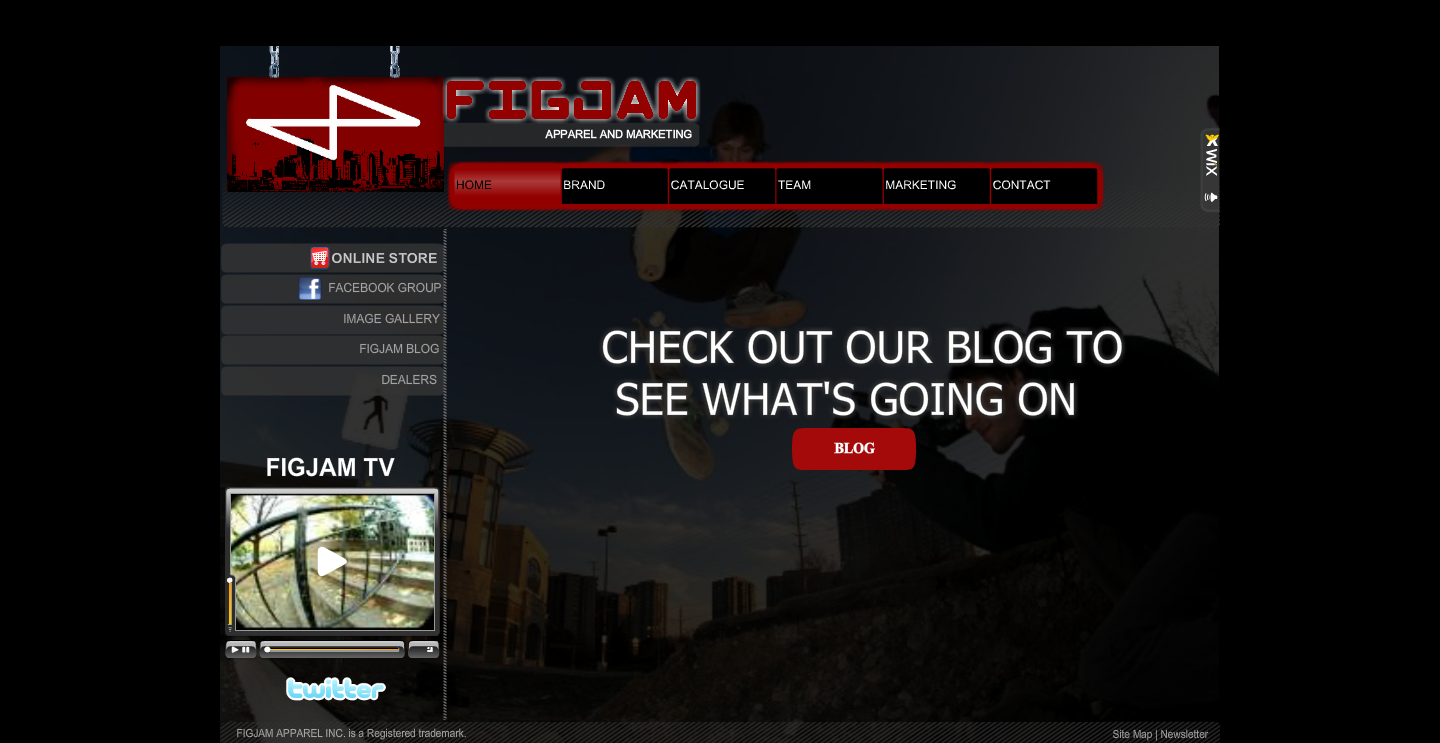 FIGJAM
APPAREL AND MARKETING
WiX
HOME BRAND CATALOGUE TEAM MARKETING CONTACT
ONLINE STORE
FACEBOOK GROUP
IMAGE GALLERY
FIGJAM BLOG
DEALERS
CHECK OUT OUR BLOG TO
SEE WHAT'S GOING ON
BLOG
FIGJAM TV
twitter
FIGJAM APPAREL INC. is a Registered trademark.
Site Map | Newsletter